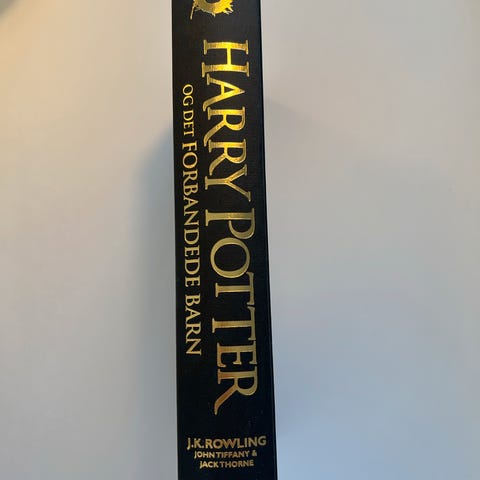 HARRY POTTER
OG DET FORBANDEDE BARN
J.K. ROWLING
JOHN TIFFANY &
JACK THORNE